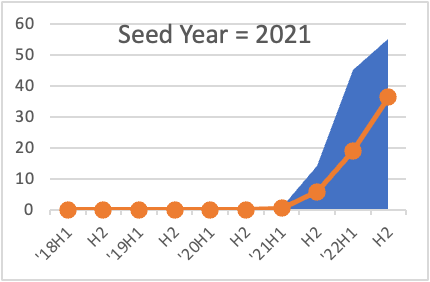 Seed Year = 2021
60
50
40
30
20
10
0
'18H1
H2
'19H1
H2
'20H1
H2
'21H1
H2
'22H1
H2